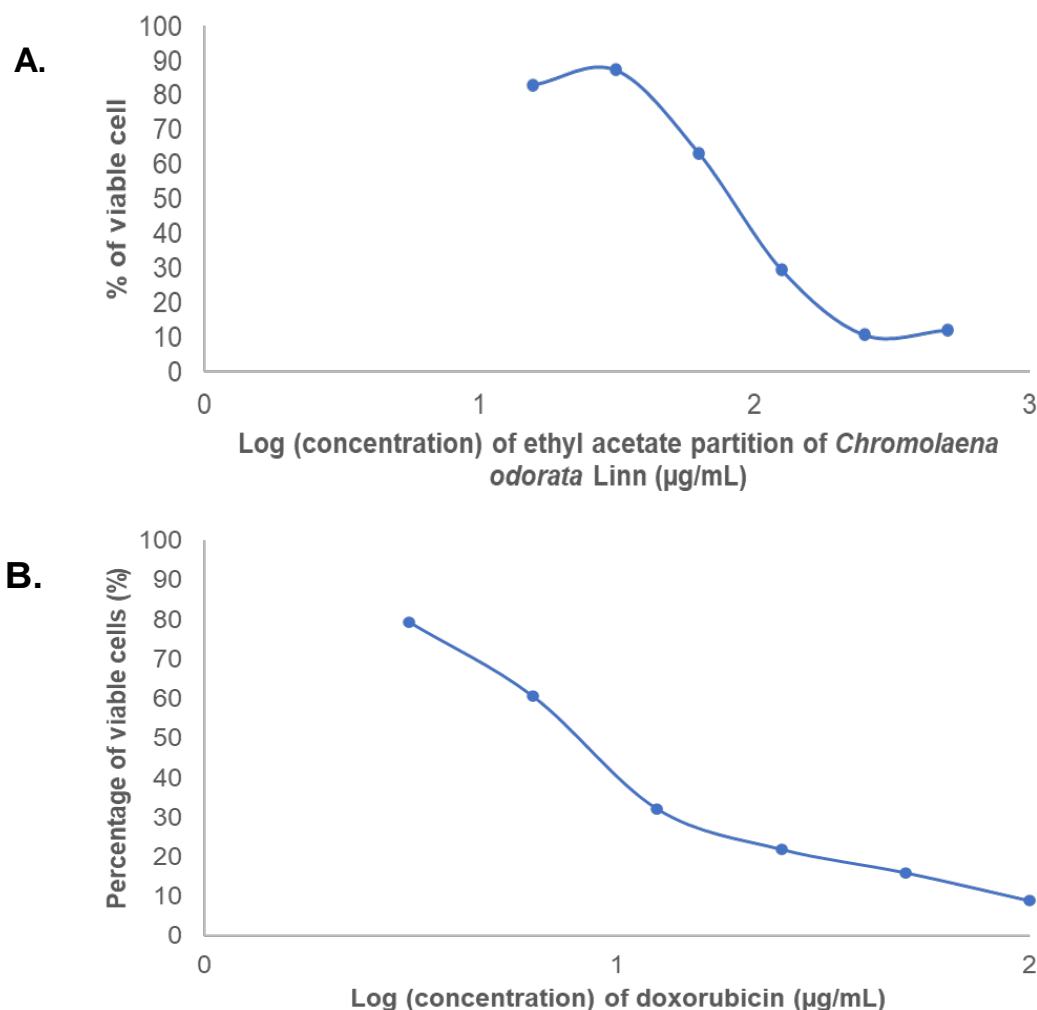 A.
% of viable cell
100
90
80
70
60
50
40
30
20
10
0
0 1 2 3
Log (concentration) of ethyl acetate partition of Chromolaena
odorata Linn (µg/mL)
B.
Percentage of viable cells (%)
100
90
80
70
60
50
40
30
20
10
0
0 1 2
Log (concentration) of doxorubicin (µg/mL)